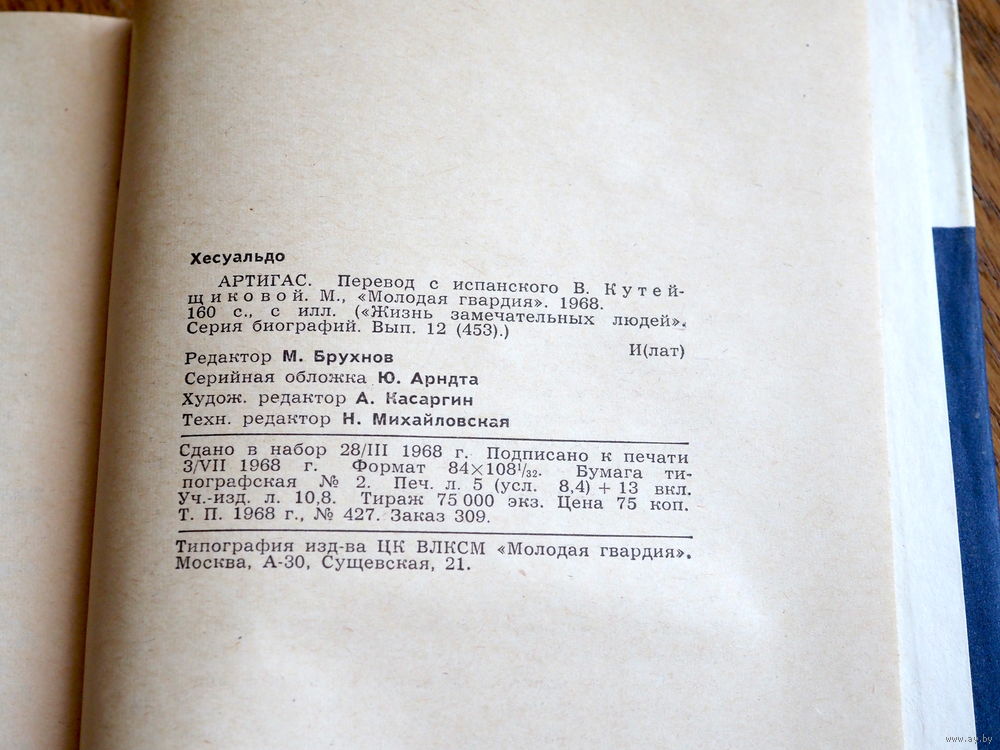 Хесуальдо
АРТИГАС. Перевод с испанского В. Кутей-
щиковой. М., «Молодая гвардия». 1968.
160 с., с илл. («Жизнь замечательных людей».
Серия биографий. Вып. 12 (453).)
И(лат)
Редактор М. Брухнов
Серийная обложка Ю. Арндта
Худож. редактор А. Касаргин
Техн. редактор Н. Михайловская
Сдано в набор 28/III 1968 г. Подписано к печати
3/VII 1968 г. Формат 84×108¹/₃₂. Бумага ти-
пографская № 2. Печ. л. 5 (усл. 8,4) + 13 вкл.
Уч.-изд. л. 10,8. Тираж 75 000 экз. Цена 75 коп.
Т. П. 1968 г., № 427. Заказ 309.
Типография изд-ва ЦК ВЛКСМ «Молодая гвардия».
Москва, А-30, Сущевская, 21.
www.ay.by